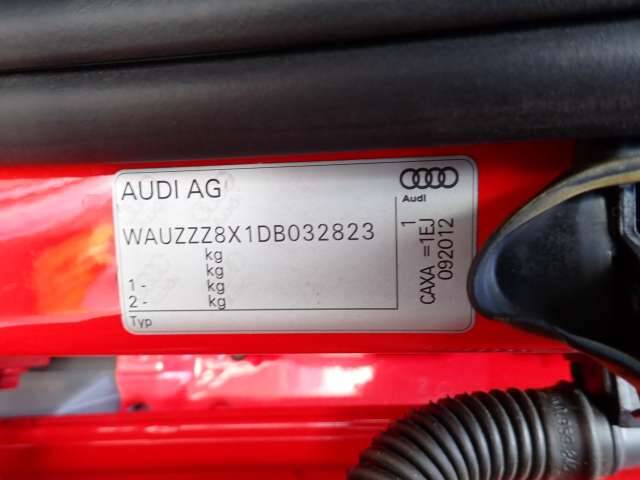 AUDI AG
Audi
WAUZZZ8X1DB032823
kg
kg
1 - kg
2 - kg
Typ
1
CAXA =1EJ
092012